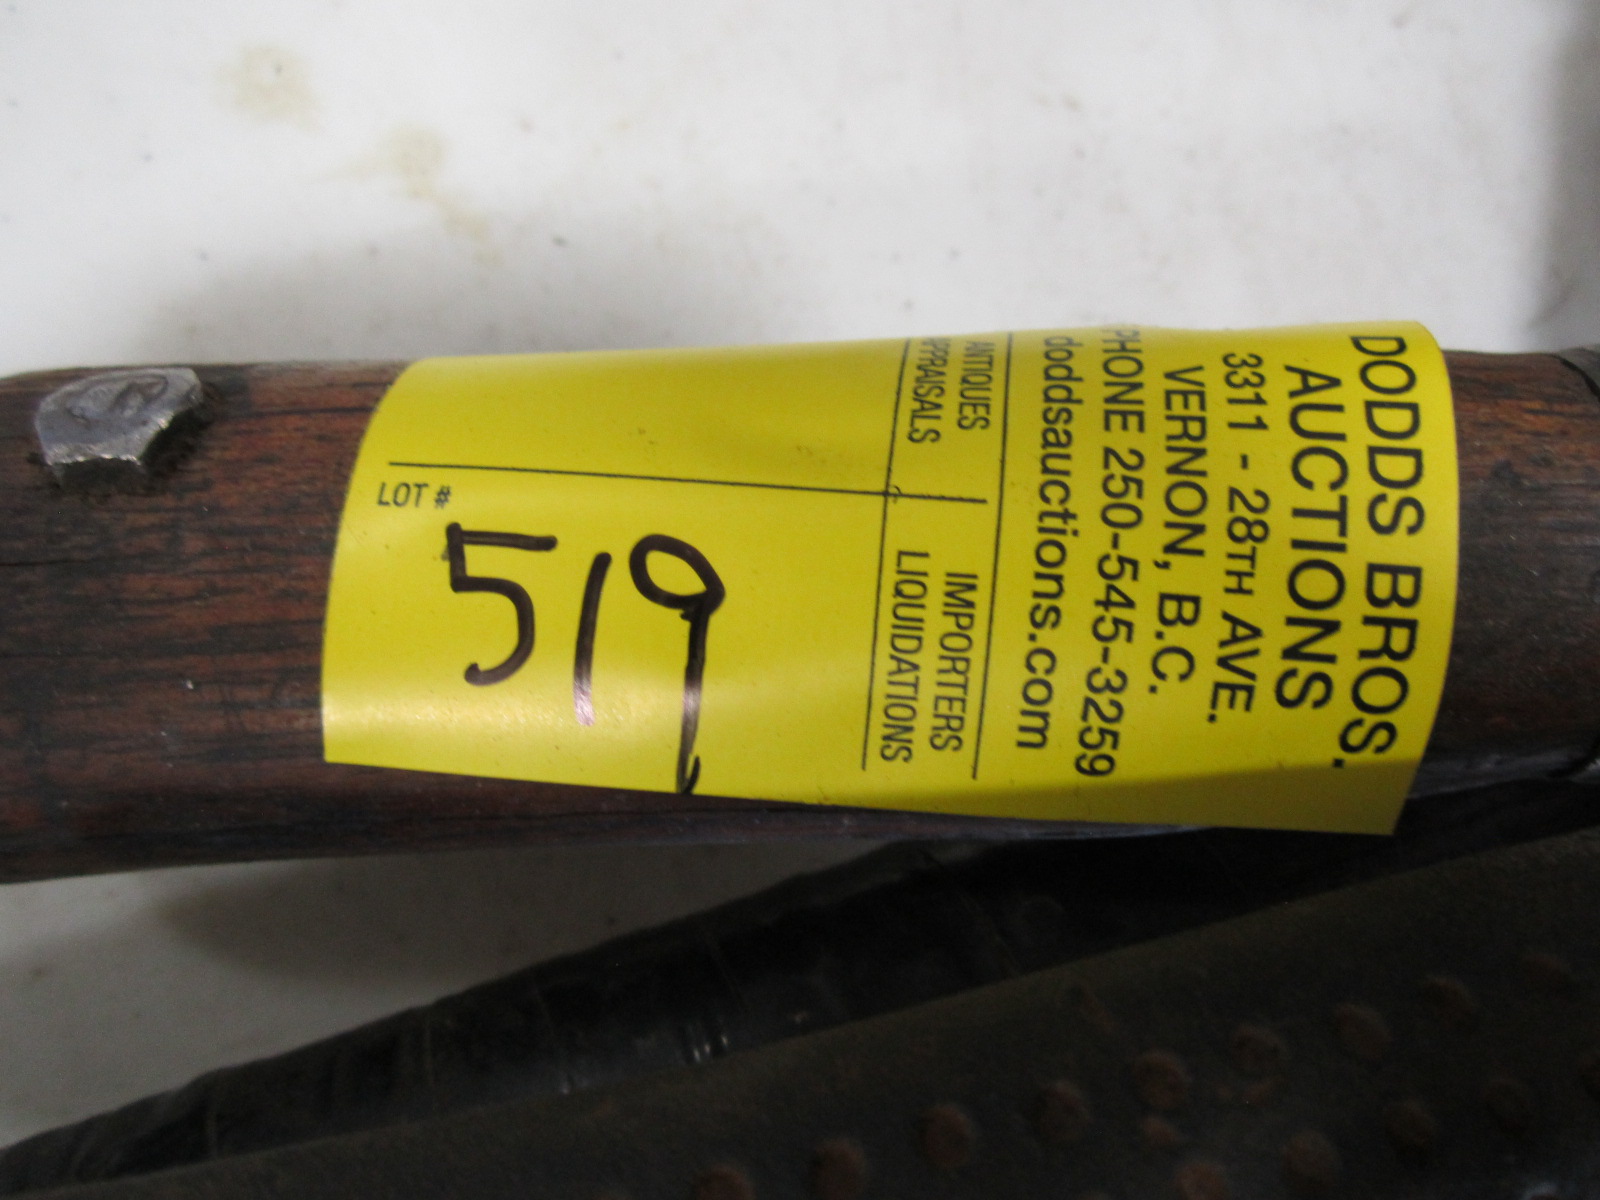 DODDS BROS.
AUCTIONS
3311 - 28TH AVE.
VERNON, B.C.
PHONE 250-545-3259
doddsauctions.com
ANTIQUES IMPORTERS
APPRAISALS LIQUIDATIONS
LOT #
519